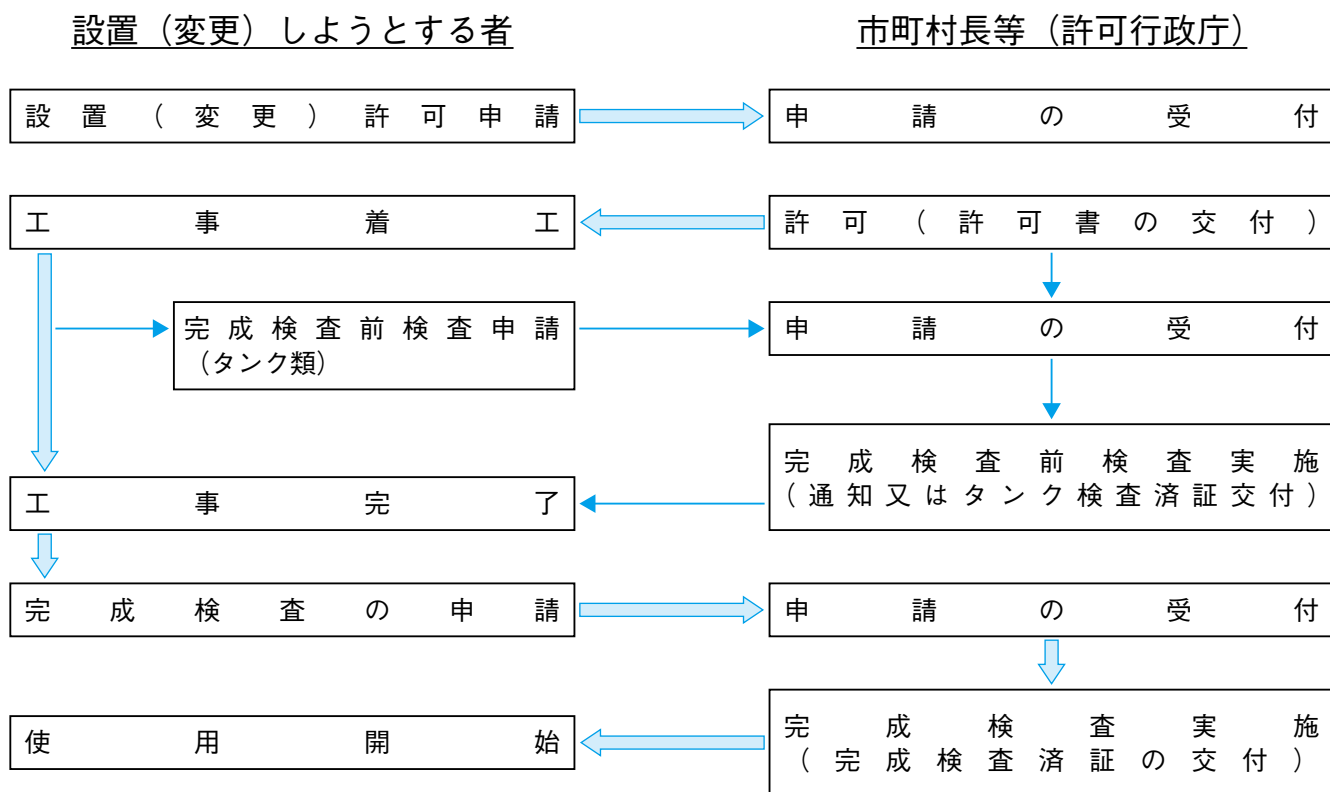 設置（変更）しようとする者
市町村長等（許可行政庁）
設置（変更）許可申請
申請の受付
工事着工
許可（許可書の交付）
完成検査前検査申請
（タンク類）
申請の受付
完成検査前検査実施
（通知又はタンク検査済証交付）
工事完了
完成検査の申請
申請の受付
使用開始
完成検査実施
（完成検査済証の交付）